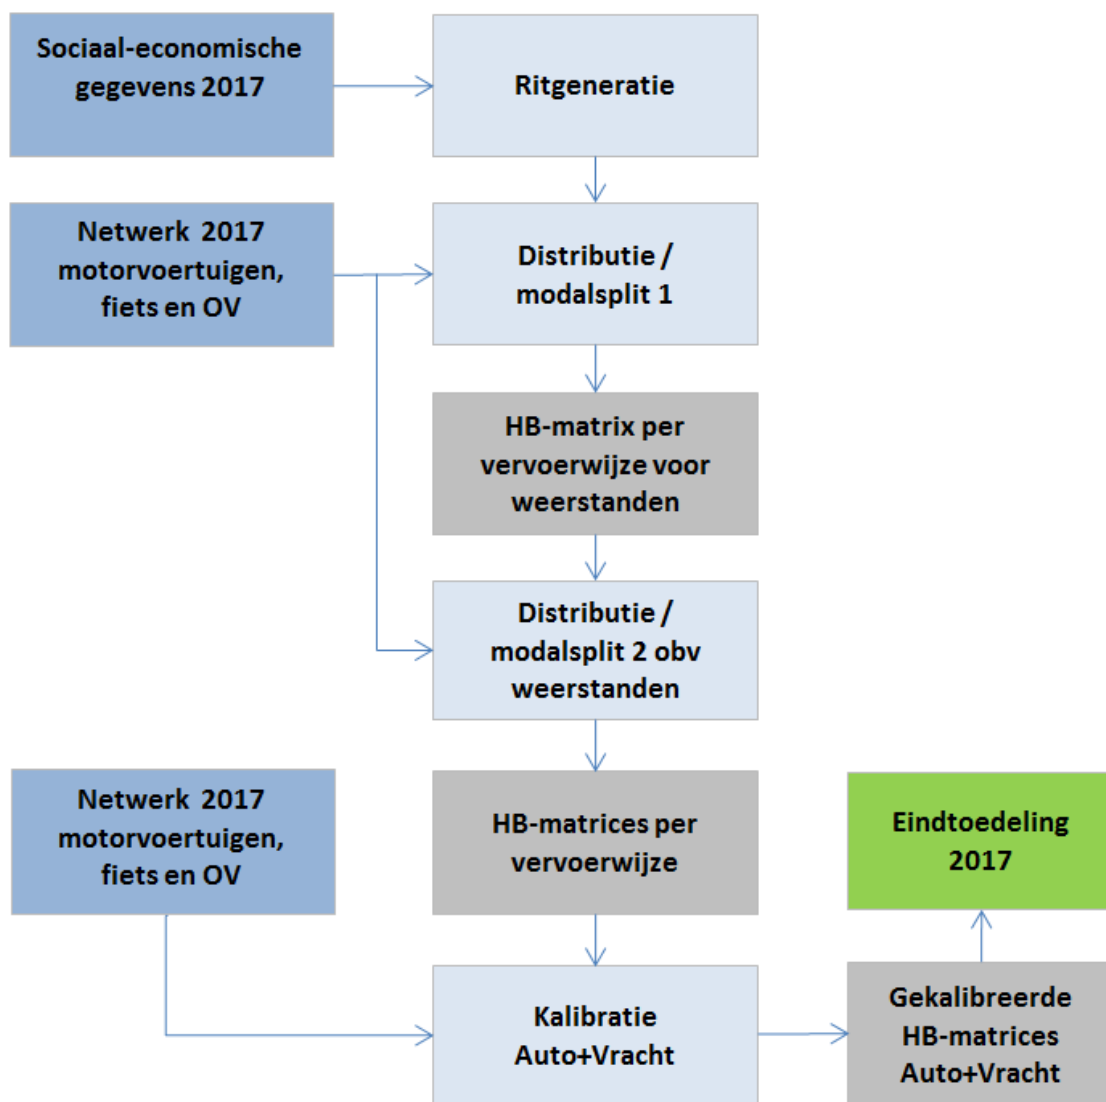 Sociaal-economische
gegevens 2017
Ritgeneratie
Netwerk 2017
motorvoertuigen,
fiets en OV
Distributie /
modalsplit 1
HB-matrix per
vervoerwijze voor
weerstanden
Distributie /
modalsplit 2 obv
weerstanden
Netwerk 2017
motorvoertuigen,
fiets en OV
HB-matrices per
vervoerwijze
Eindtoedeling
2017
Kalibratie
Auto+Vracht
Gekalibreerde
HB-matrices
Auto+Vracht